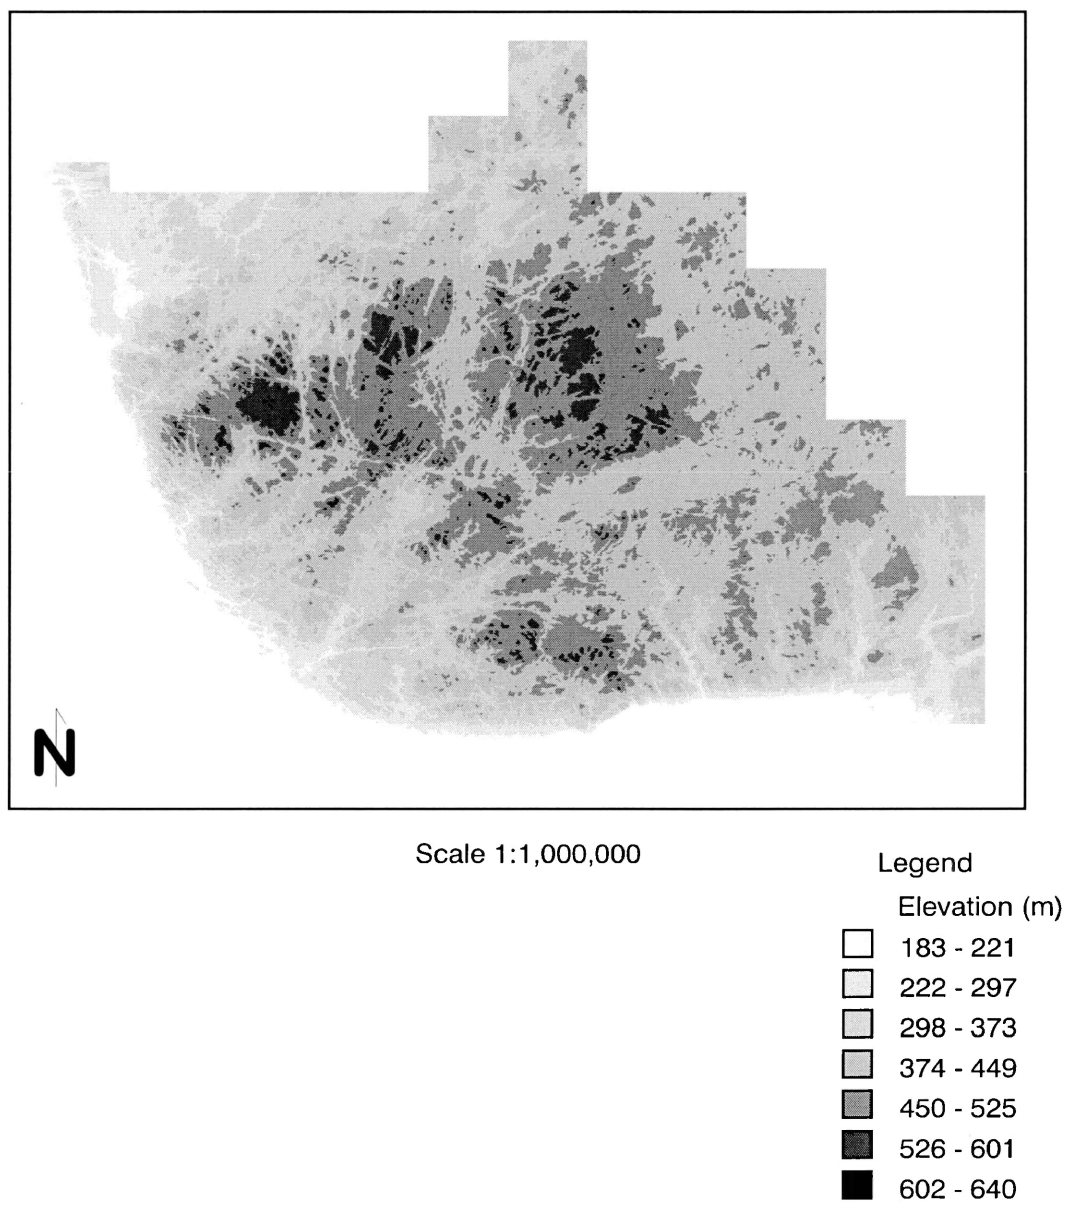 N
Scale 1:1,000,000
Legend
Elevation (m)
183 - 221
222 - 297
298 - 373
374 - 449
450 - 525
526 - 601
602 - 640